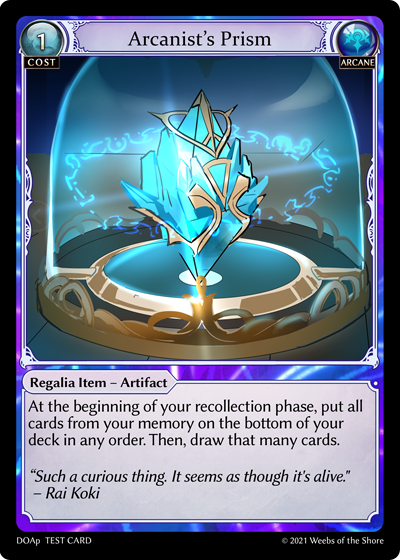 1
Arcanist's Prism
COST
ARCANE
Regalia Item – Artifact
At the beginning of your recollection phase, put all
cards from your memory on the bottom of your
deck in any order. Then, draw that many cards.
“Such a curious thing. It seems as though it's alive."
– Rai Koki
DOAp TEST CARD
© 2021 Weebs of the Shore